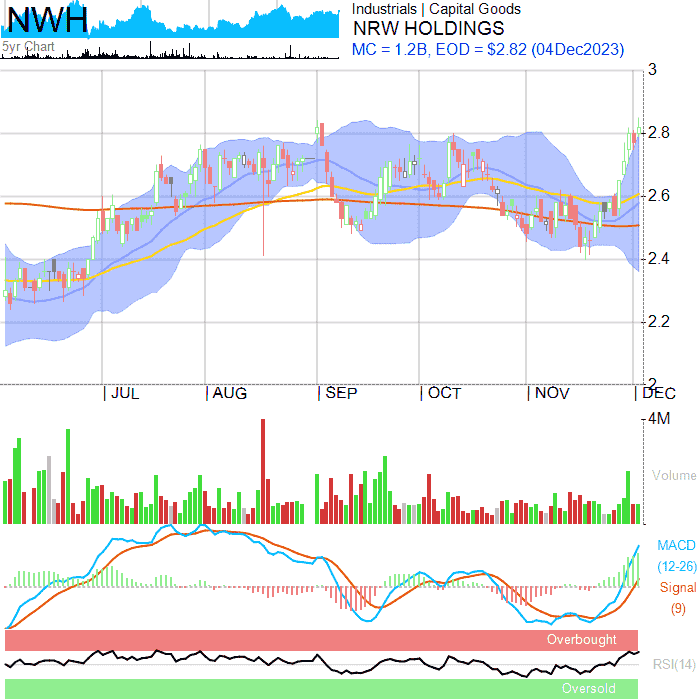 NWH
5yr Chart
Industrials | Capital Goods
NRW HOLDINGS
MC = 1.2B, EOD = $2.82 (04Dec2023)
3
2.8
2.6
2.4
2.2
2
JUL AUG SEP OCT NOV DEC
4M
Volume
MACD
(12-26)
Signal
(9)
Overbought
RSI(14)
Oversold